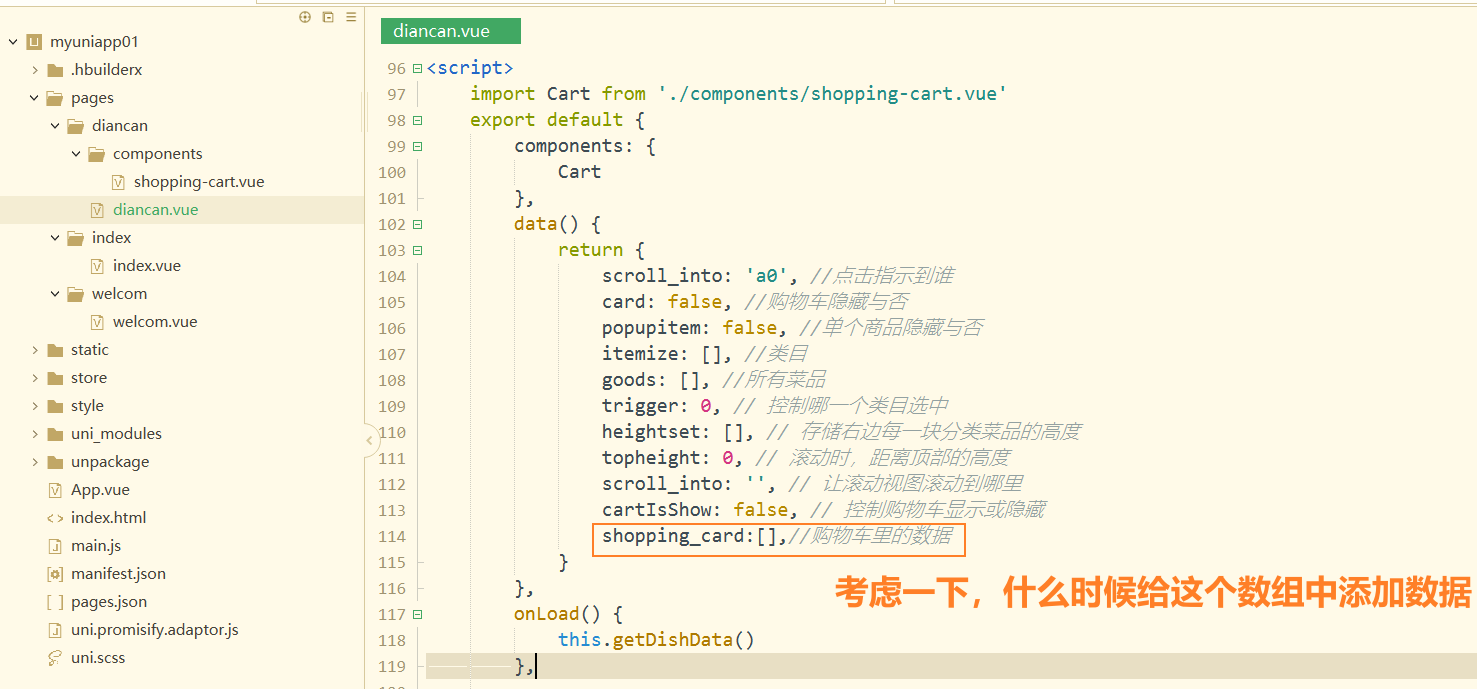 myuniapp01
.hbuilderx
pages
diancan
components
shopping-cart.vue
diancan.vue
index
index.vue
welcom
welcom.vue
static
store
style
uni_modules
unpackage
App.vue
index.html
main.js
manifest.json
pages.json
uni.promisify.adaptor.js
uni.scss
diancan.vue
96 <script>
97 import Cart from './components/shopping-cart.vue'
98 export default {
99 components: {
100 Cart
101 },
102 data() {
103 return {
104 scroll_into: 'a0', //点击指示到谁
105 card: false, //购物车隐藏与否
106 popupitem: false, //单个商品隐藏与否
107 itemize: [], //类目
108 goods: [], //所有菜品
109 trigger: 0, // 控制哪一个类目选中
110 heightset: [], // 存储右边每一块分类菜品的高度
111 topheight: 0, // 滚动时，距离顶部的高度
112 scroll_into: '', // 让滚动视图滚动到哪里
113 cartIsShow: false, // 控制购物车显示或隐藏
114 shopping_card:[],//购物车里的数据
115 }
116 },
考虑一下，什么时候给这个数组中添加数据
117 onLoad() {
118 this.getDishData()
119 },